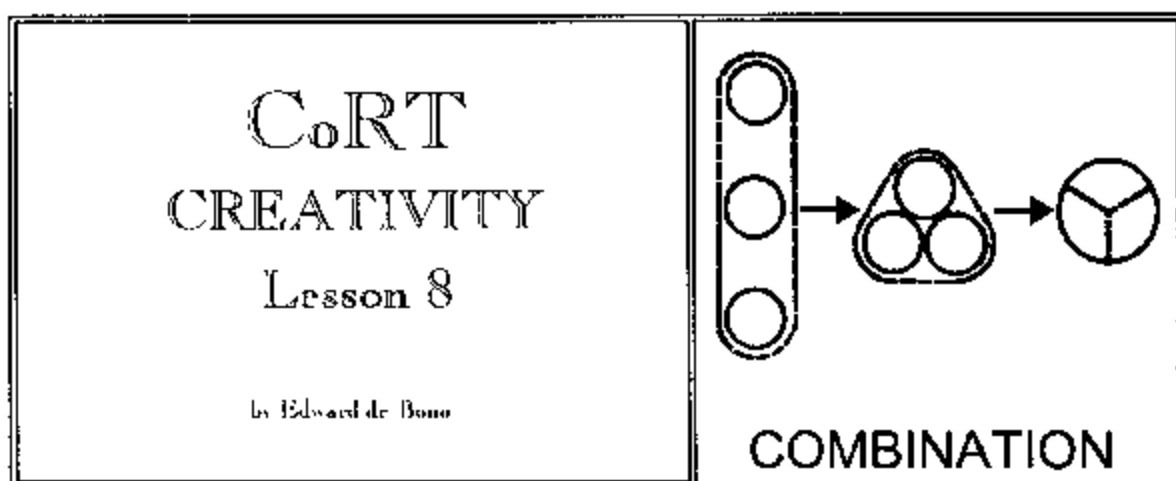 CoRT
CREATIVITY
Lesson 8
by Edward de Bono
COMBINATION